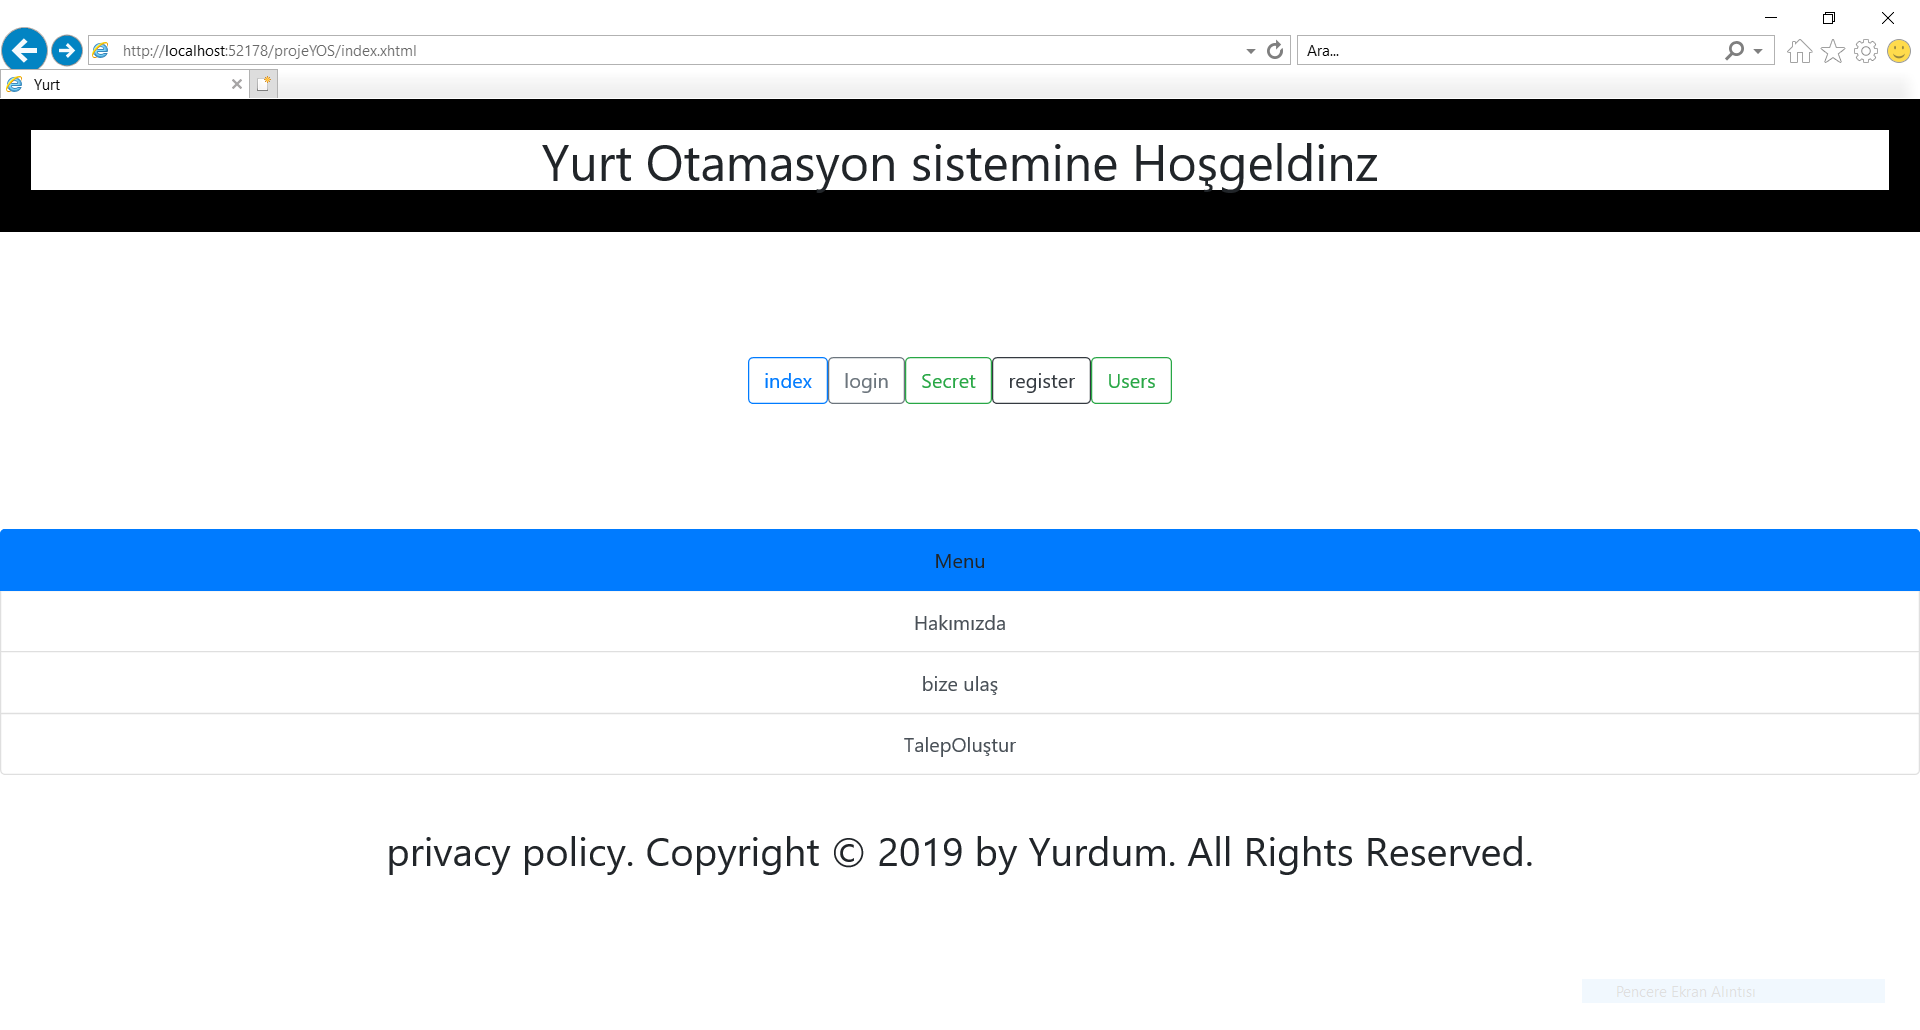 http://localhost:52178/projeYOS/index.xhtml
Ara...
Yurt
Yurt Otamasyon sistemine Hoşgeldinz
index login Secret register Users
Menu
Hakımızda
bize ulaş
TalepOluştur
privacy policy. Copyright © 2019 by Yurdum. All Rights Reserved.
Pencere Ekran Alıntısı